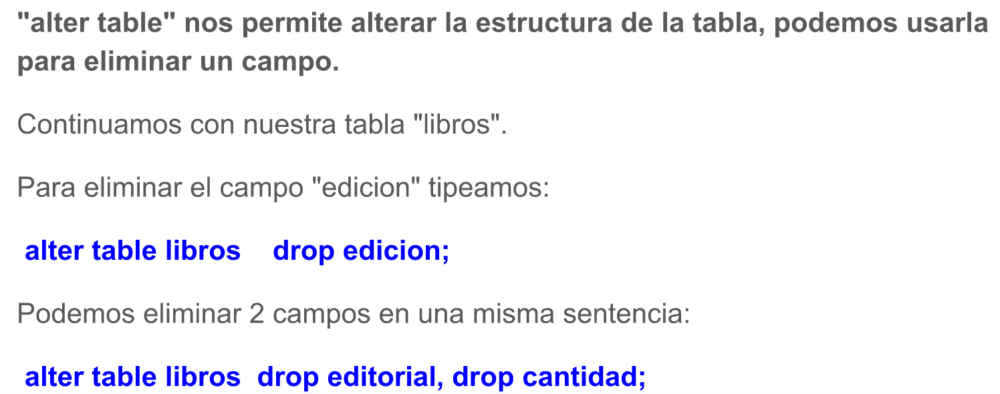 "alter table" nos permite alterar la estructura de la tabla, podemos usarla
para eliminar un campo.
Continuamos con nuestra tabla "libros".
Para eliminar el campo "edicion" tipeamos:
alter table libros    drop edicion;
Podemos eliminar 2 campos en una misma sentencia:
alter table libros  drop editorial, drop cantidad;